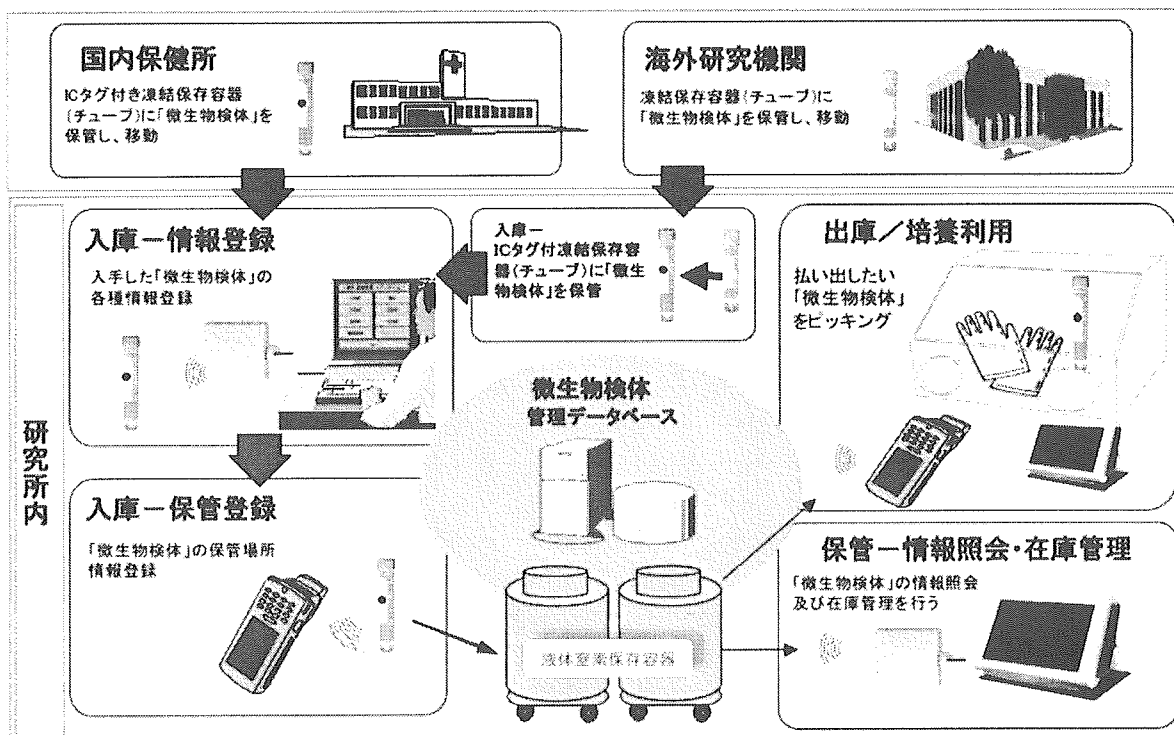 国内保健所
ICタグ付き凍結保存容器
(チューブ)に「微生物検体」を
保管し、移動
海外研究機関
凍結保存容器(チューブ)に
「微生物検体」を保管し、移動
研究所内
入庫－情報登録
入手した「微生物検体」の
各種情報登録
入庫－
ICタグ付凍結保存容
器(チューブ)に「微生
物検体」を保管
出庫／培養利用
払い出したい
「微生物検体」
をピッキング
微生物検体
管理データベース
入庫－保管登録
「微生物検体」の保管場所
情報登録
液体窒素保存容器
保管－情報照会・在庫管理
「微生物検体」の情報照会
及び在庫管理を行う